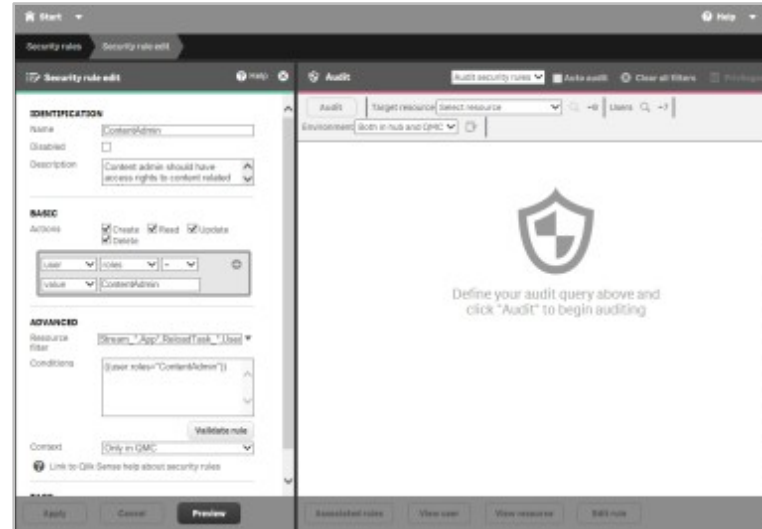 Start
Help
Security rules
Security rule edit
Security rule edit
Help
Audit
Audit security rules
Auto audit
Clear all filters
IDENTIFICATION
Name
ContentAdmin
Disabled
Description
Content admin should have
access rights to content related
BASIC
Actions
Create Read Update
Delete
user roles =
value ContentAdmin
ADVANCED
Resource
filter
Stream_*,App*,ReloadTask_*,User
Conditions
((user.roles="ContentAdmin"))
Validate rule
Context
Only in QMC
Link to Qlik Sense help about security rules
Apply
Cancel
Preview
Audit
Target resource Select resource
Users
Environment Both in hub and QMC
Define your audit query above and
click "Audit" to begin auditing
Associated rules
View user
View resource
Edit rule